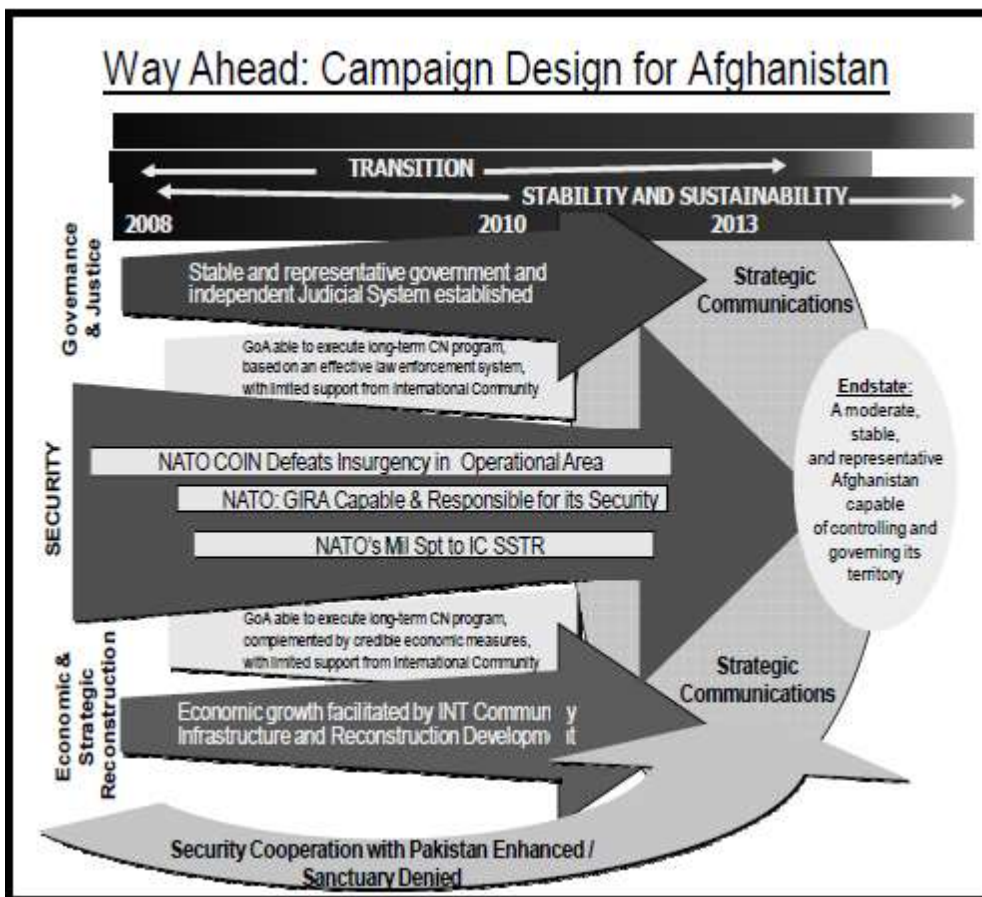 Way Ahead: Campaign Design for Afghanistan
TRANSITION
STABILITY AND SUSTAINABILITY
2008
2010
2013
Governance
& Justice
Stable and representative government and
independent Judicial System established
Strategic
Communications
GoA able to execute long-term CN program,
based on an effective law enforcement system,
with limited support from International Community
SECURITY
NATO COIN Defeats Insurgency in Operational Area
NATO: GIRA Capable & Responsible for its Security
NATO's Mil Spt to IC SSTR
Endstate:
A moderate,
stable,
and representative
Afghanistan
capable
of controlling and
governing its
territory
GoA able to execute long-term CN program,
complemented by credible economic measures,
with limited support from International Community
Economic &
Strategic
Reconstruction
Economic growth facilitated by INT Community
Infrastructure and Reconstruction Development
Strategic
Communications
Security Cooperation with Pakistan Enhanced /
Sanctuary Denied